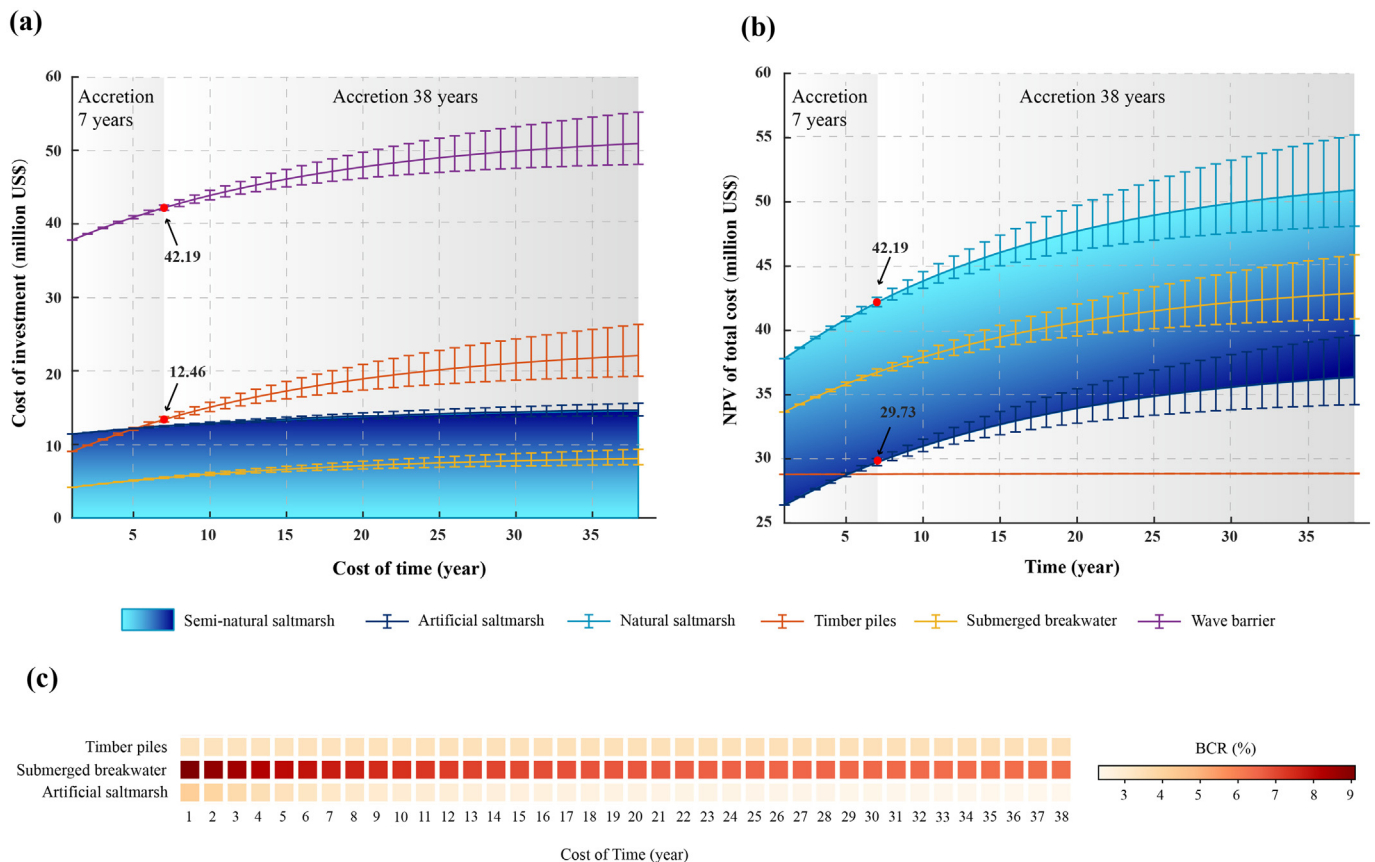 (a)
Accretion
7 years
Accretion 38 years
Cost of investment (million US$)
60
50
40
30
20
10
0
42.19
12.46
5 10 15 20 25 30 35
Cost of time (year)
(b)
Accretion
7 years
Accretion 38 years
NPV of total cost (million US$)
60
55
50
45
40
35
30
25
42.19
29.73
5 10 15 20 25 30 35
Time (year)
Semi-natural saltmarsh Artificial saltmarsh Natural saltmarsh Timber piles Submerged breakwater Wave barrier
(c)
Timber piles
Submerged breakwater
Artificial saltmarsh
1 2 3 4 5 6 7 8 9 10 11 12 13 14 15 16 17 18 19 20 21 22 23 24 25 26 27 28 29 30 31 32 33 34 35 36 37 38
Cost of Time (year)
BCR (%)
3 4 5 6 7 8 9